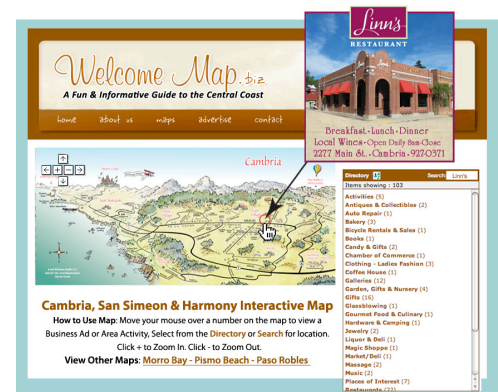 Linn's
RESTAURANT
Breakfast • Lunch • Dinner
Local Wines • Open Daily 8am-Close
2277 Main St. • Cambria • 927-0371
Welcome Map.biz
A Fun & Informative Guide to the Central Coast
home about us maps advertise contact
Cambria
Directory Search Linn's
Items showing : 103
Activities (5)
Antiques & Collectibles (2)
Auto Repair (1)
Bakery (3)
Bicycle Rentals & Sales (1)
Books (1)
Candy & Gifts (2)
Chamber of Commerce (1)
Clothing - Ladies Fashion (3)
Coffee House (1)
Galleries (12)
Garden, Gifts & Nursery (4)
Gifts (16)
Glassblowing (1)
Gourmet Food & Culinary (1)
Hardware & Camping (1)
Jewelry (2)
Liquor & Deli (1)
Magic Shoppe (1)
Market/Deli (1)
Massage (2)
Music (2)
Places of Interest (7)
Restaurants (22)
Cambria, San Simeon & Harmony Interactive Map
How to Use Map: Move your mouse over a number on the map to view a
Business Ad or Area Activity, Select from the Directory or Search for location.
Click + to Zoom In. Click - to Zoom Out.
View Other Maps: Morro Bay - Pismo Beach - Paso Robles